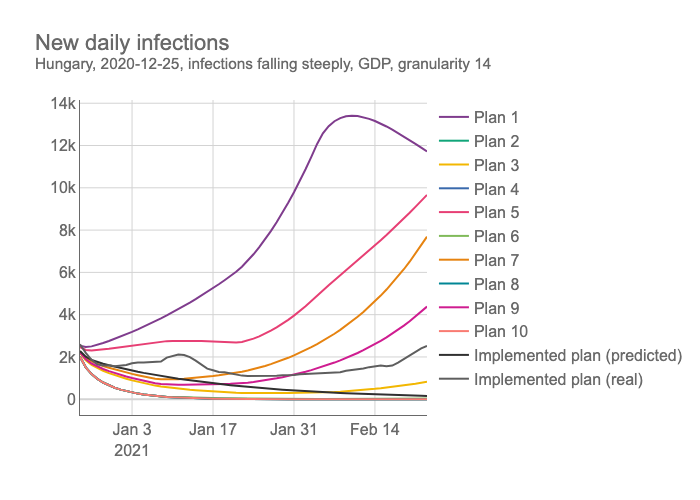 New daily infections
Hungary, 2020-12-25, infections falling steeply, GDP, granularity 14
14k
12k
10k
8k
6k
4k
2k
0
Jan 3
2021
Jan 17
Jan 31
Feb 14
Plan 1
Plan 2
Plan 3
Plan 4
Plan 5
Plan 6
Plan 7
Plan 8
Plan 9
Plan 10
Implemented plan (predicted)
Implemented plan (real)